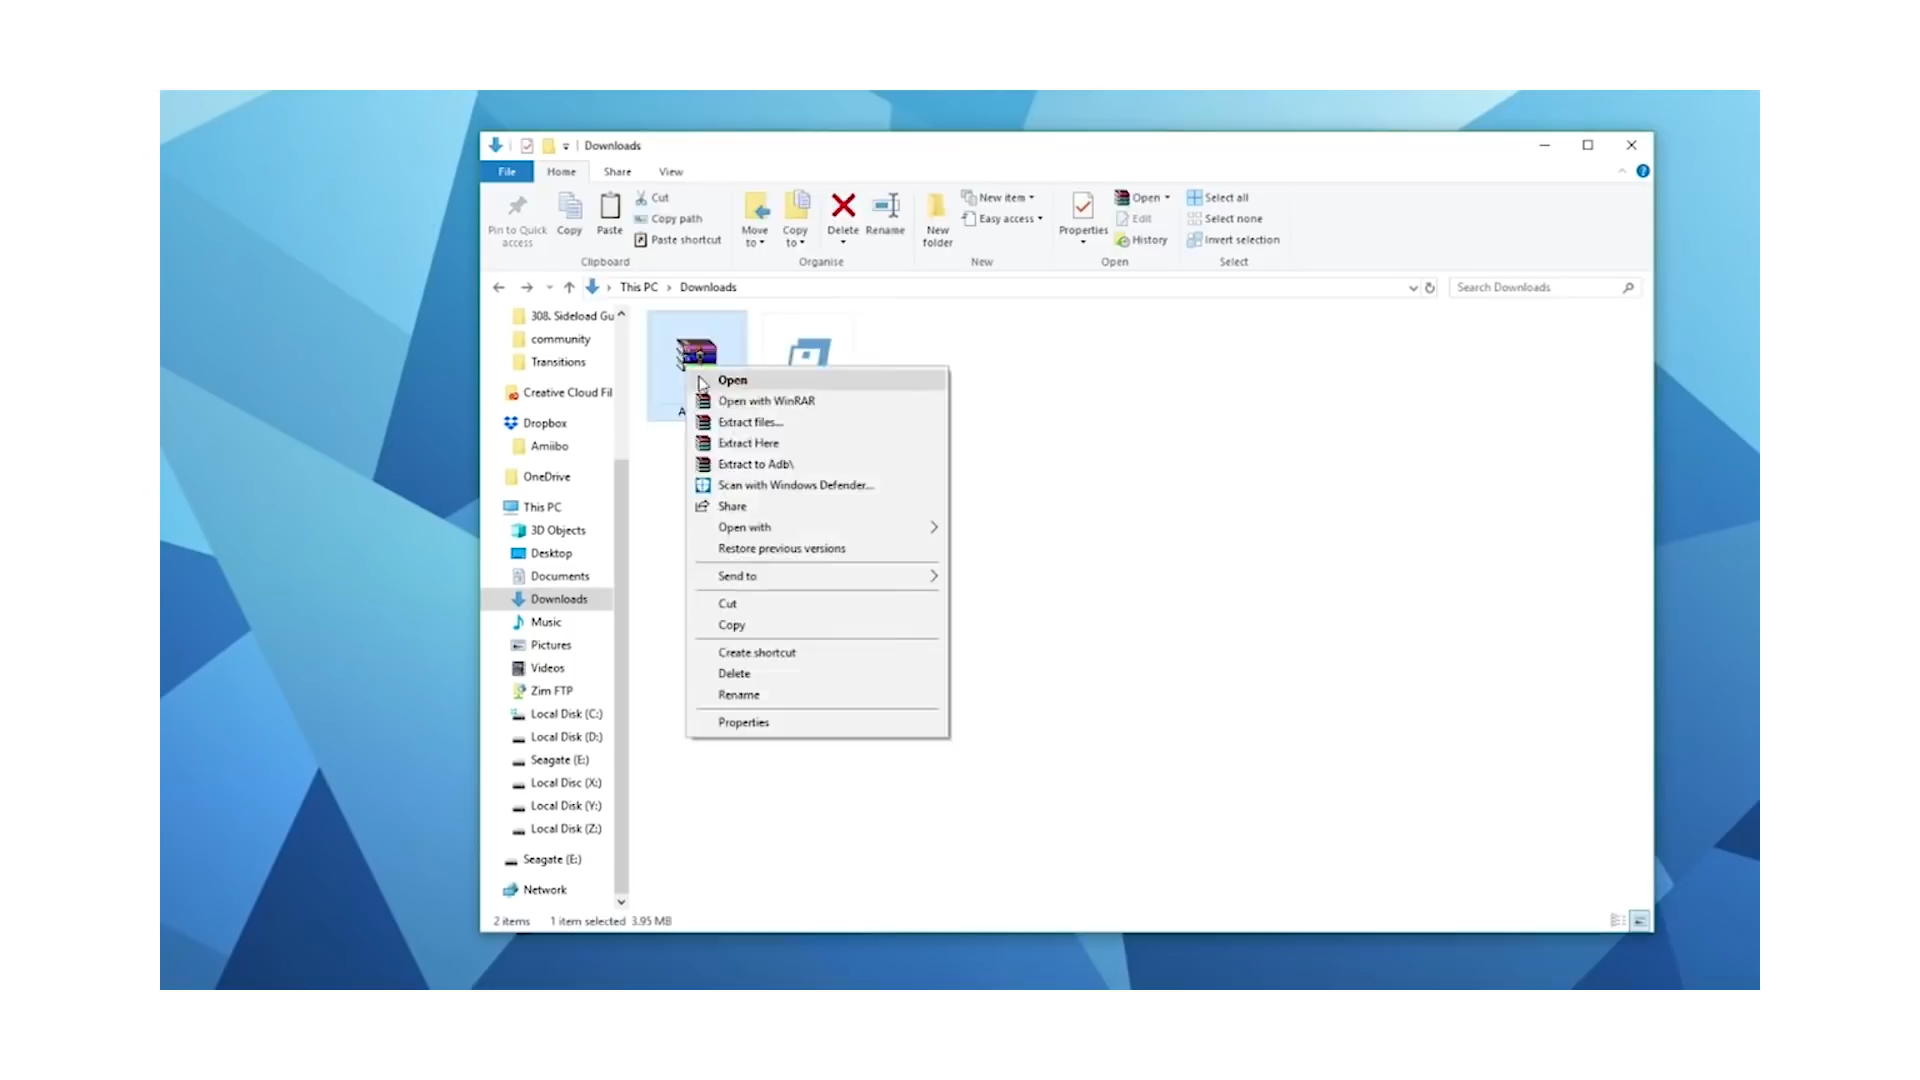 Downloads
File Home Share View
Pin to Quick access
Copy
Paste
Cut
Copy path
Paste shortcut
Clipboard
Move to
Copy to
Delete
Rename
Organise
New folder
New item
Easy access
New
Properties
Open
Edit
History
Open
Select all
Select none
Invert selection
Select
This PC > Downloads
Search Downloads
308. Sideload Gu
community
Transitions
Creative Cloud Fil
Dropbox
Amiibo
OneDrive
This PC
3D Objects
Desktop
Documents
Downloads
Music
Pictures
Videos
Zim FTP
Local Disk (C:)
Local Disk (D:)
Seagate (E:)
Local Disc (X:)
Local Disk (Y:)
Local Disk (Z:)
Seagate (E:)
Network
A
Open
Open with WinRAR
Extract files...
Extract Here
Extract to Adb\
Scan with Windows Defender...
Share
Open with
Restore previous versions
Send to
Cut
Copy
Create shortcut
Delete
Rename
Properties
2 items 1 item selected 3.95 MB